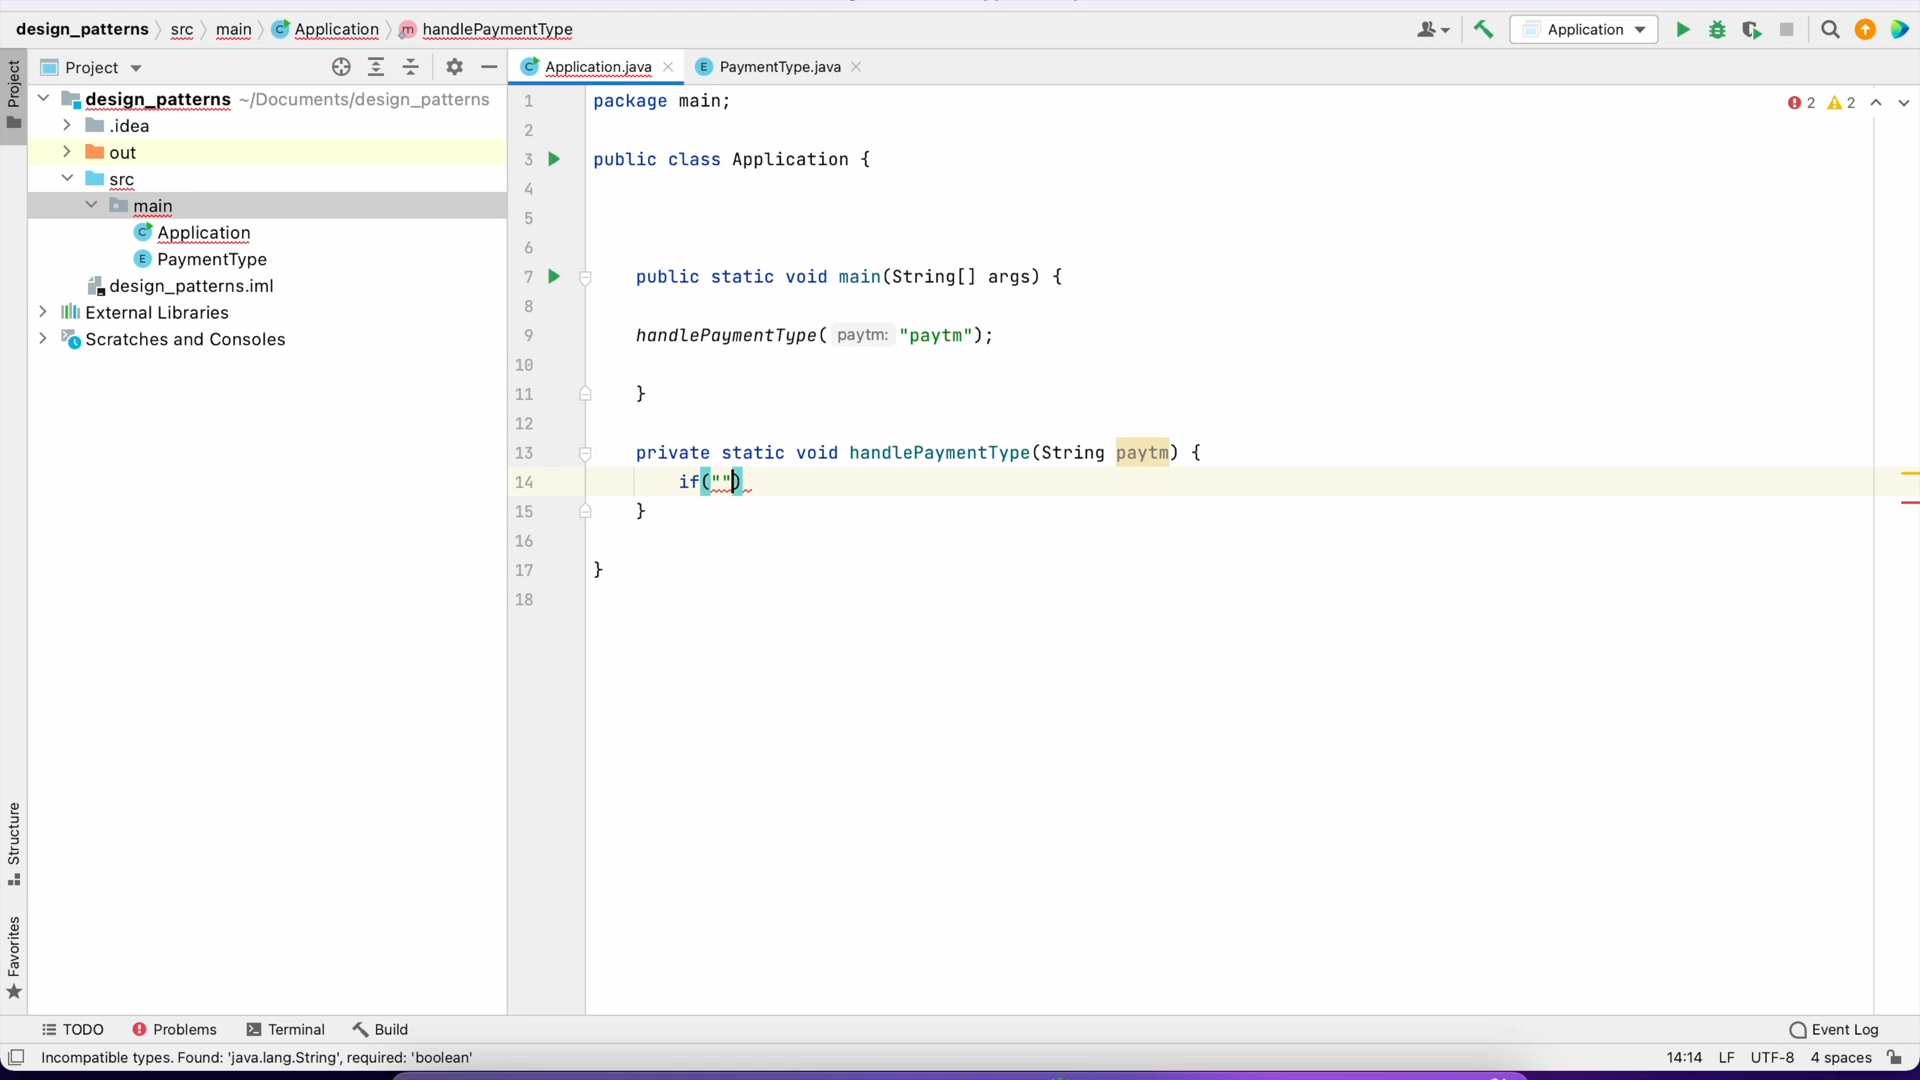 design_patterns src main Application handlePaymentType Application
Project Application.java PaymentType.java
Project
design_patterns ~/Documents/design_patterns
.idea
out
src
main
Application
PaymentType
design_patterns.iml
External Libraries
Scratches and Consoles
2 2
1 package main;
2
3 public class Application {
4
5
6
7 public static void main(String[] args) {
8
9 handlePaymentType( paytm: "paytm");
10
11 }
12
13 private static void handlePaymentType(String paytm) {
14 if("")
15 }
16
17 }
18
Structure
Favorites
TODO Problems Terminal Build Event Log
Incompatible types. Found: 'java.lang.String', required: 'boolean' 14:14 LF UTF-8 4 spaces